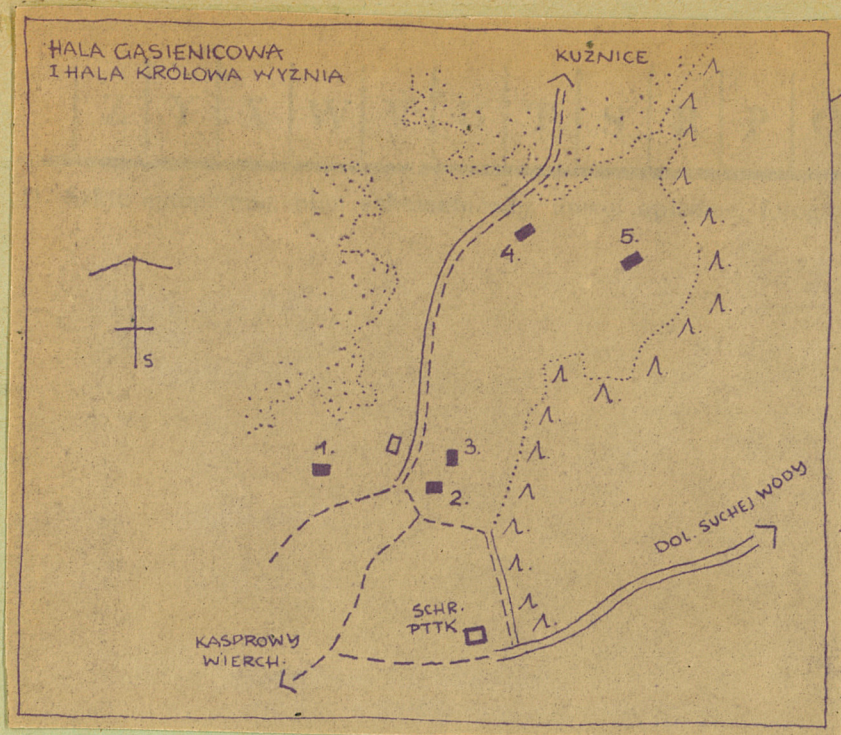 HALA GĄSIENICOWA
I HALA KRÓLOWA WYŻNIA
KUŹNICE
4.
5.
S
1.
3.
2.
DOL. SUCHEJ WODY
SCHR.
PTTK
KASPROWY
WIERCH.